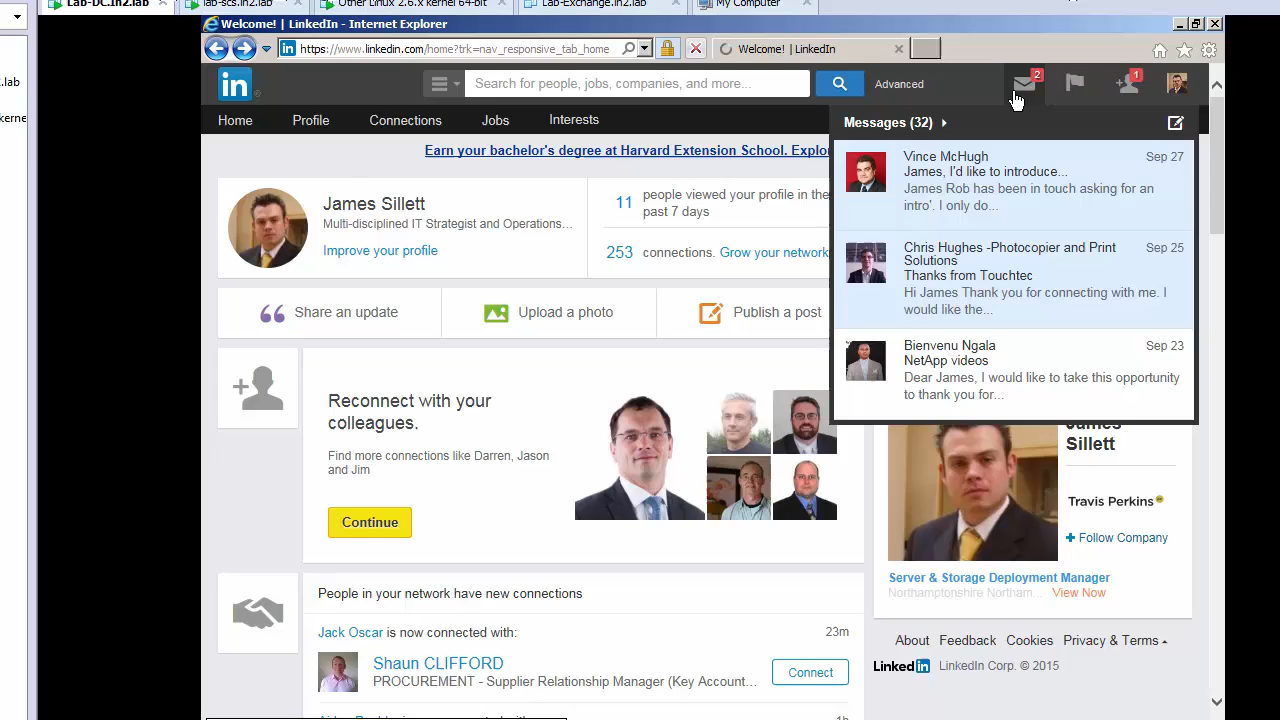 Lab-DC.in2.lab
lab-scs.in2.lab
Other Linux 2.6.x kernel 64-bit
Lab-Exchange.in2.lab
My Computer
Welcome! | LinkedIn - Internet Explorer
https://www.linkedin.com/home?trk=nav_responsive_tab_home
Welcome! | LinkedIn
.lab
kerne
in
Search for people, jobs, companies, and more...
Advanced
2
1
Home
Profile
Connections
Jobs
Interests
Messages (32)
Earn your bachelor's degree at Harvard Extension School. Explor
Vince McHugh
Sep 27
James, I'd like to introduce...
James Rob has been in touch asking for an
intro'. I only do...
Chris Hughes -Photocopier and Print
Solutions
Sep 25
Thanks from Touchtec
Hi James Thank you for connecting with me. I
would like the...
Bienvenu Ngala
Sep 23
NetApp videos
Dear James, I would like to take this opportunity
to thank you for...
James Sillett
Multi-disciplined IT Strategist and Operations...
Improve your profile
11 people viewed your profile in the
past 7 days
253 connections. Grow your network
Share an update
Upload a photo
Publish a post
Reconnect with your
colleagues.
Find more connections like Darren, Jason
and Jim
Continue
James
Sillett
Travis Perkins
Follow Company
Server & Storage Deployment Manager
Northamptonshire Northam... View Now
People in your network have new connections
Jack Oscar is now connected with:
23m
Shaun CLIFFORD
PROCUREMENT - Supplier Relationship Manager (Key Account...
Connect
1h
About Feedback Cookies Privacy & Terms
LinkedIn LinkedIn Corp. © 2015